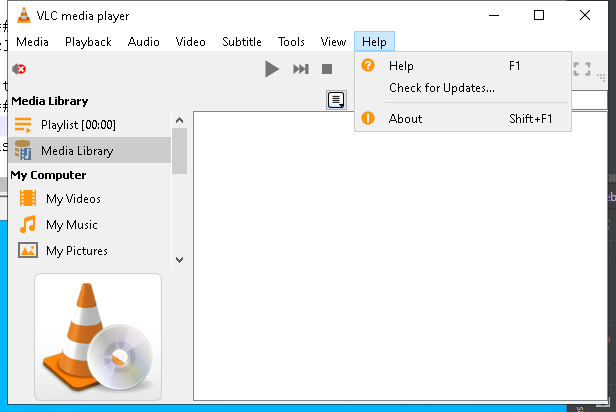 VLC media player
Media Playback Audio Video Subtitle Tools View Help
Help F1
Check for Updates...
About Shift+F1
Media Library
Playlist [00:00]
Media Library
My Computer
My Videos
My Music
My Pictures